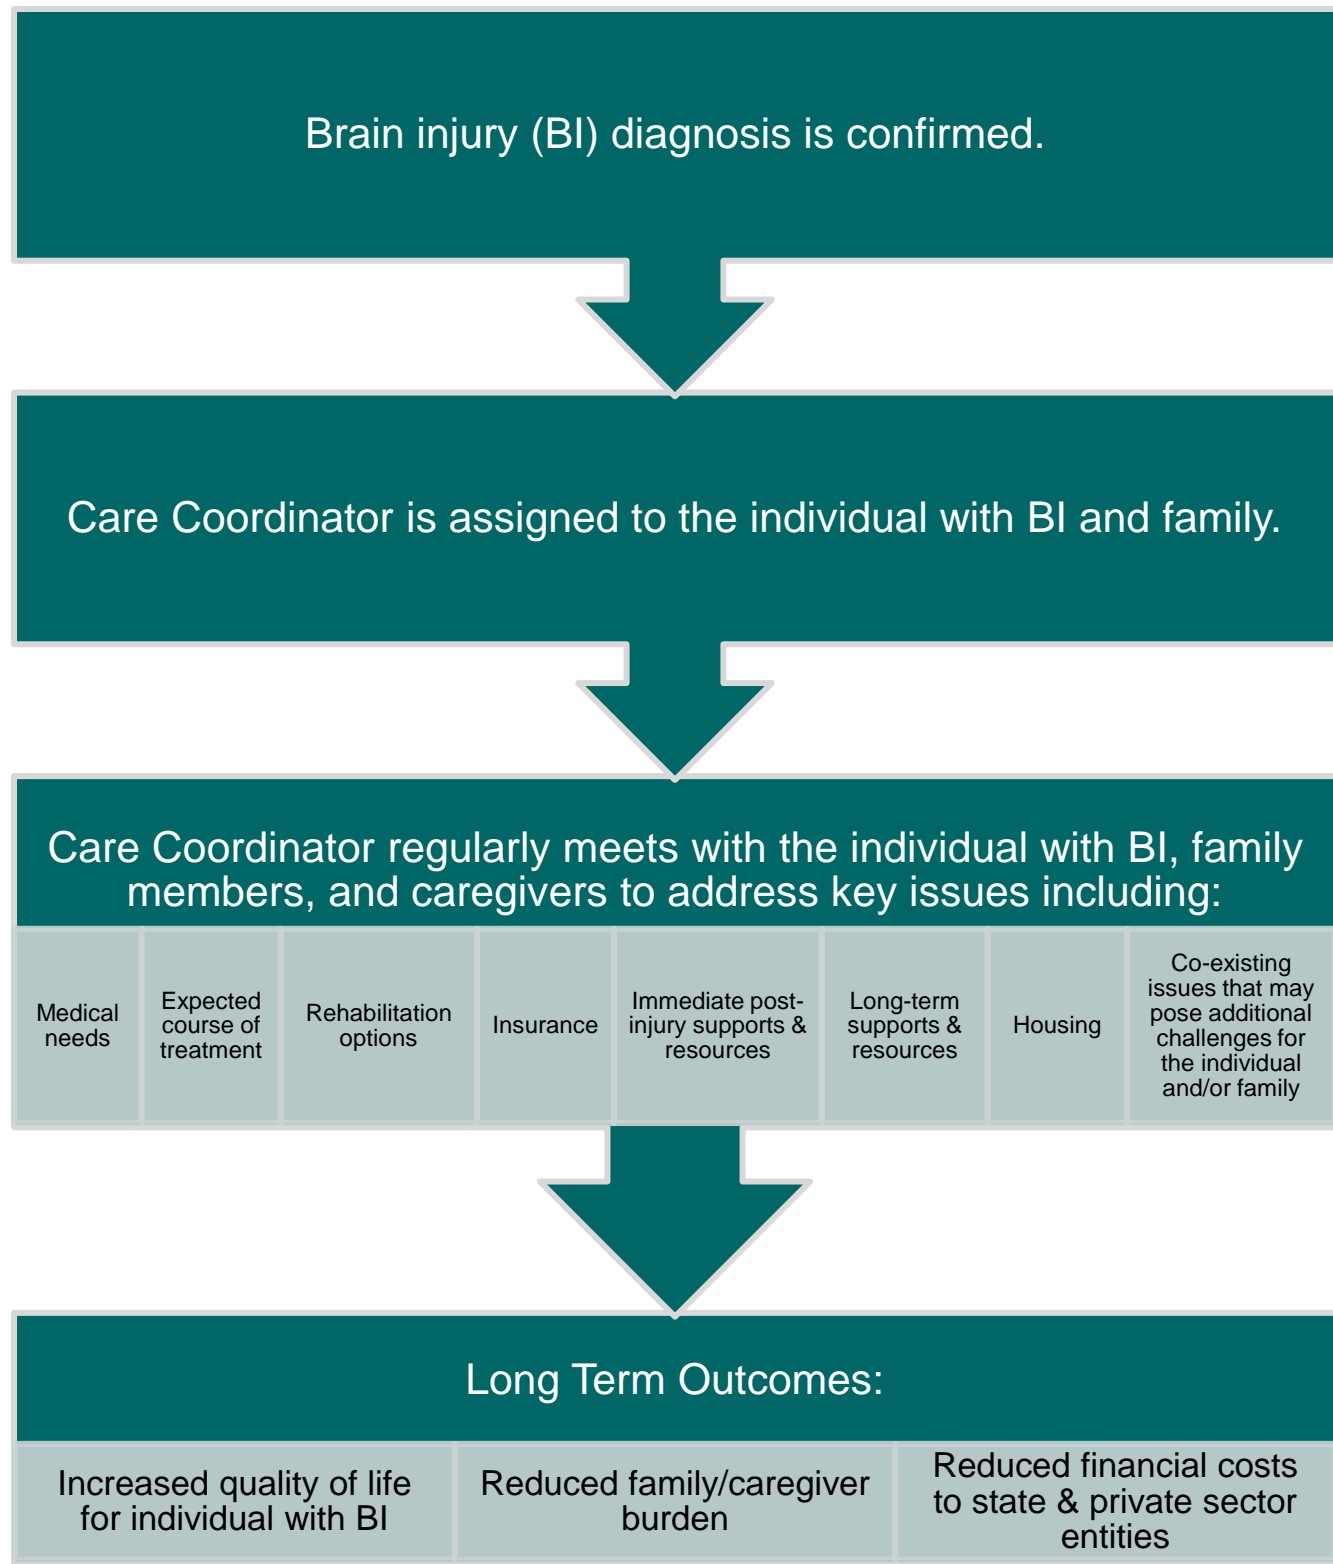 Brain injury (BI) diagnosis is confirmed.
Care Coordinator is assigned to the individual with BI and family.
Care Coordinator regularly meets with the individual with BI, family
members, and caregivers to address key issues including:
Medical
needs
Expected
course of
treatment
Rehabilitation
options
Insurance
Immediate post-
injury supports &
resources
Long-term
supports &
resources
Housing
Co-existing
issues that may
pose additional
challenges for
the individual
and/or family
Long Term Outcomes:
Increased quality of life
for individual with BI
Reduced family/caregiver
burden
Reduced financial costs
to state & private sector
entities